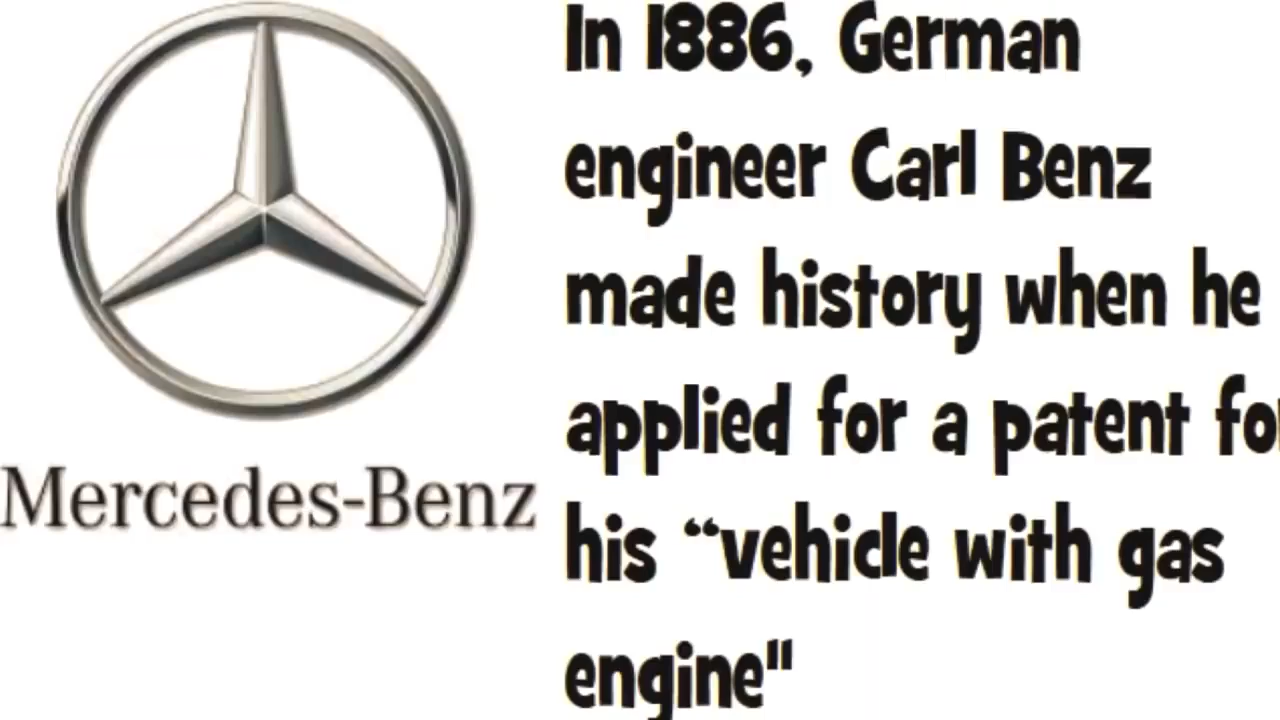 Mercedes-Benz
In 1886, German
engineer Carl Benz
made history when he
applied for a patent for
his “vehicle with gas
engine"